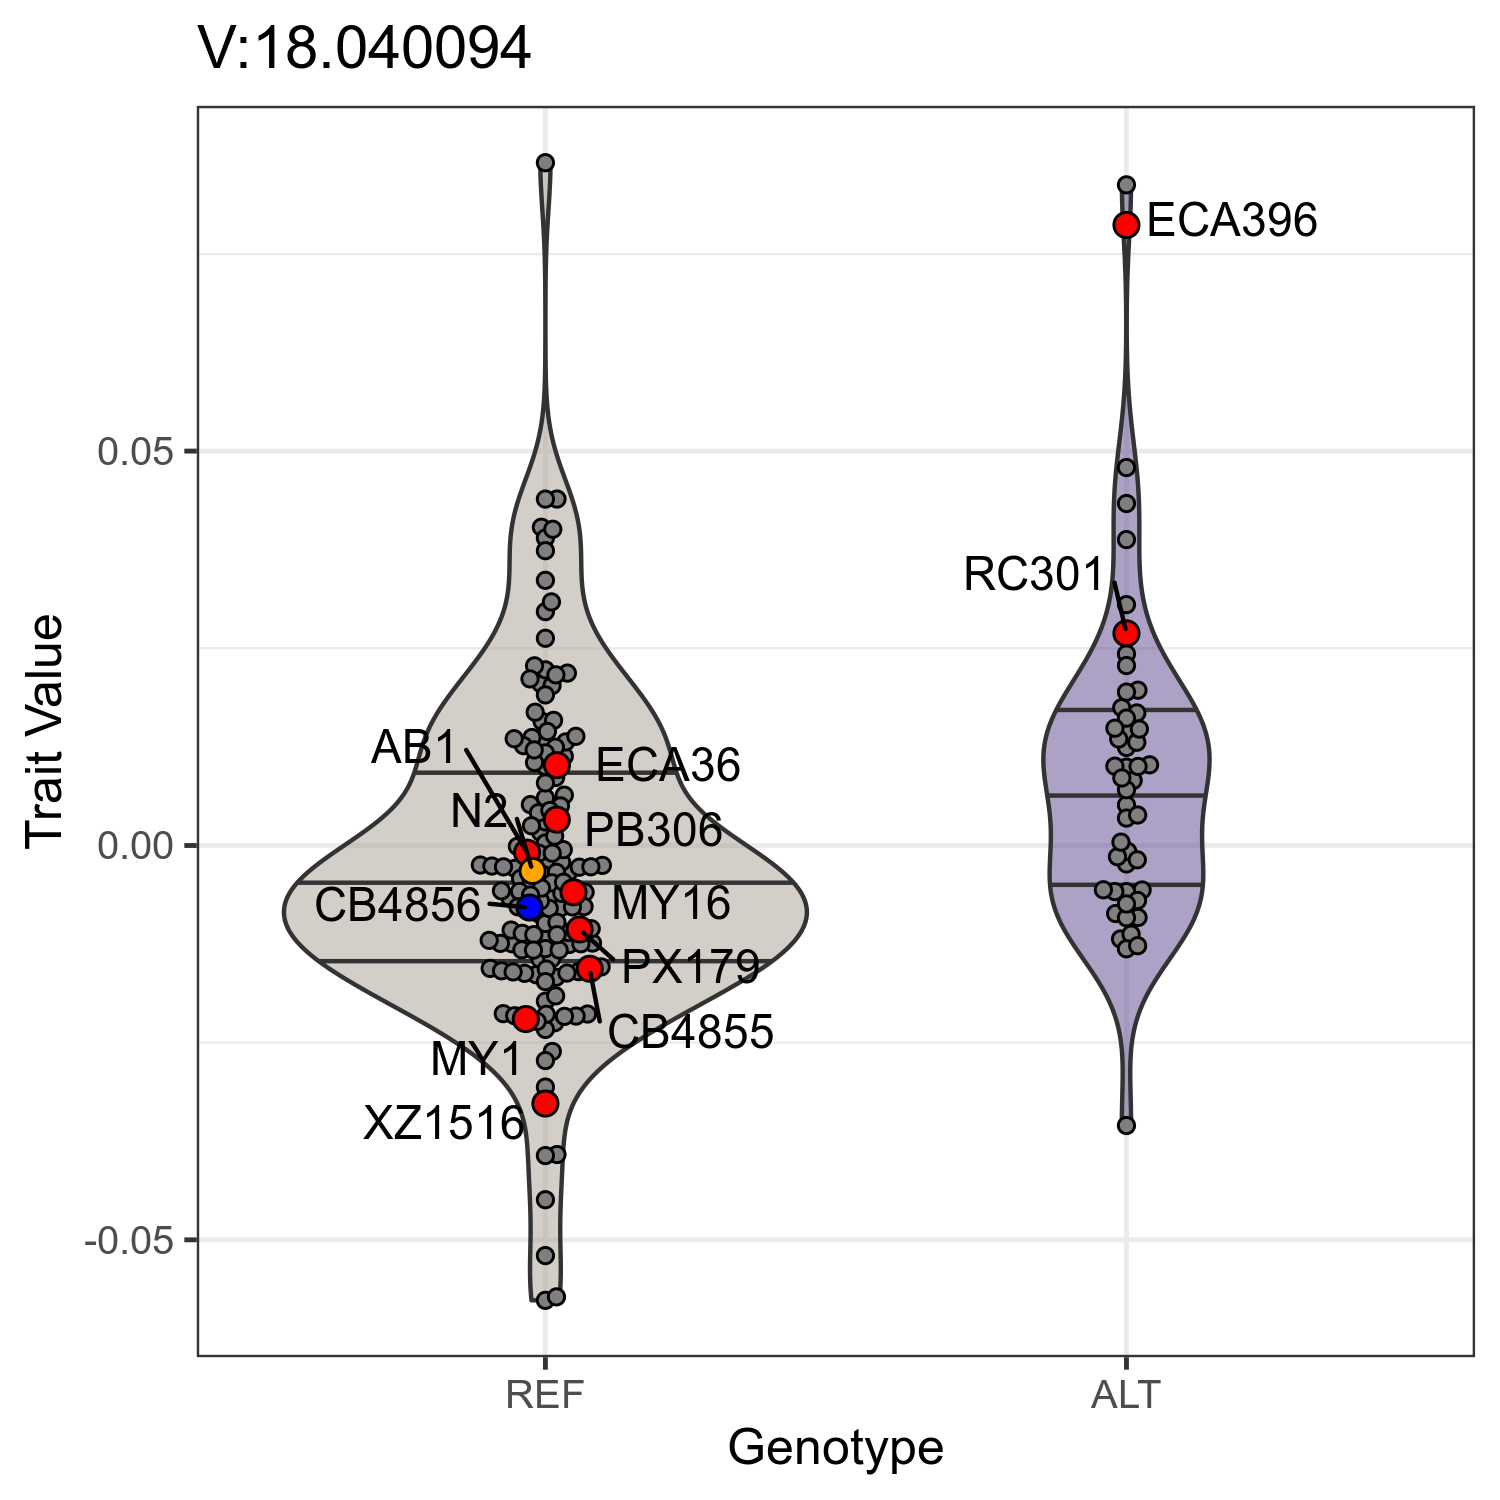 V:18.040094
ECA396
0.05
RC301
AB1
ECA36
N2
PB306
0.00
CB4856
MY16
PX179
CB4855
MY1
XZ1516
-0.05
Trait Value
REF
ALT
Genotype